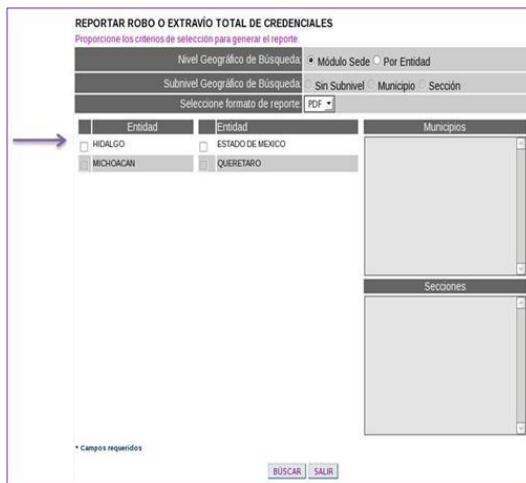 REPORTAR ROBO O EXTRAVÍO TOTAL DE CREDENCIALES
Proporcione los criterios de selección para generar el reporte.
Nivel Geográfico de Búsqueda: Módulo Sede Por Entidad
Subnivel Geográfico de Búsqueda: Sin Subnivel Municipio Sección
Seleccione formato de reporte: PDF
Entidad Entidad Municipios
HIDALGO ESTADO DE MEXICO
MICHOACAN QUERETARO
Secciones
* Campos requeridos
BÚSCAR SALIR